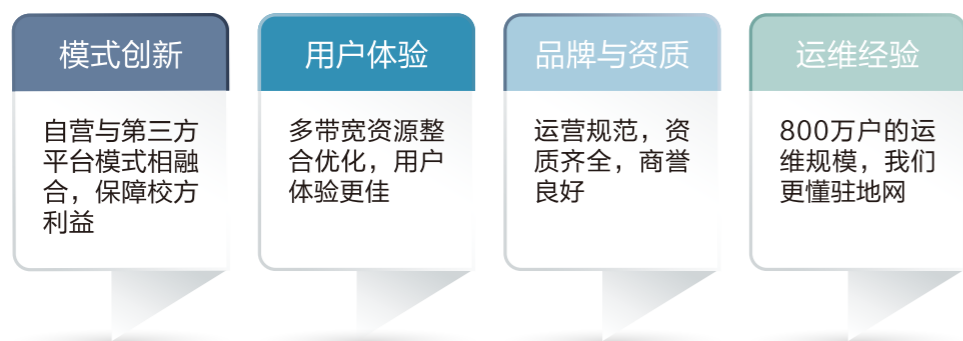 模式创新
自营与第三方
平台模式相融
合，保障校方
利益
用户体验
多带宽资源整
合优化，用户
体验更佳
品牌与资质
运营规范，资
质齐全，商誉
良好
运维经验
800万户的运
维规模，我们
更懂驻地网